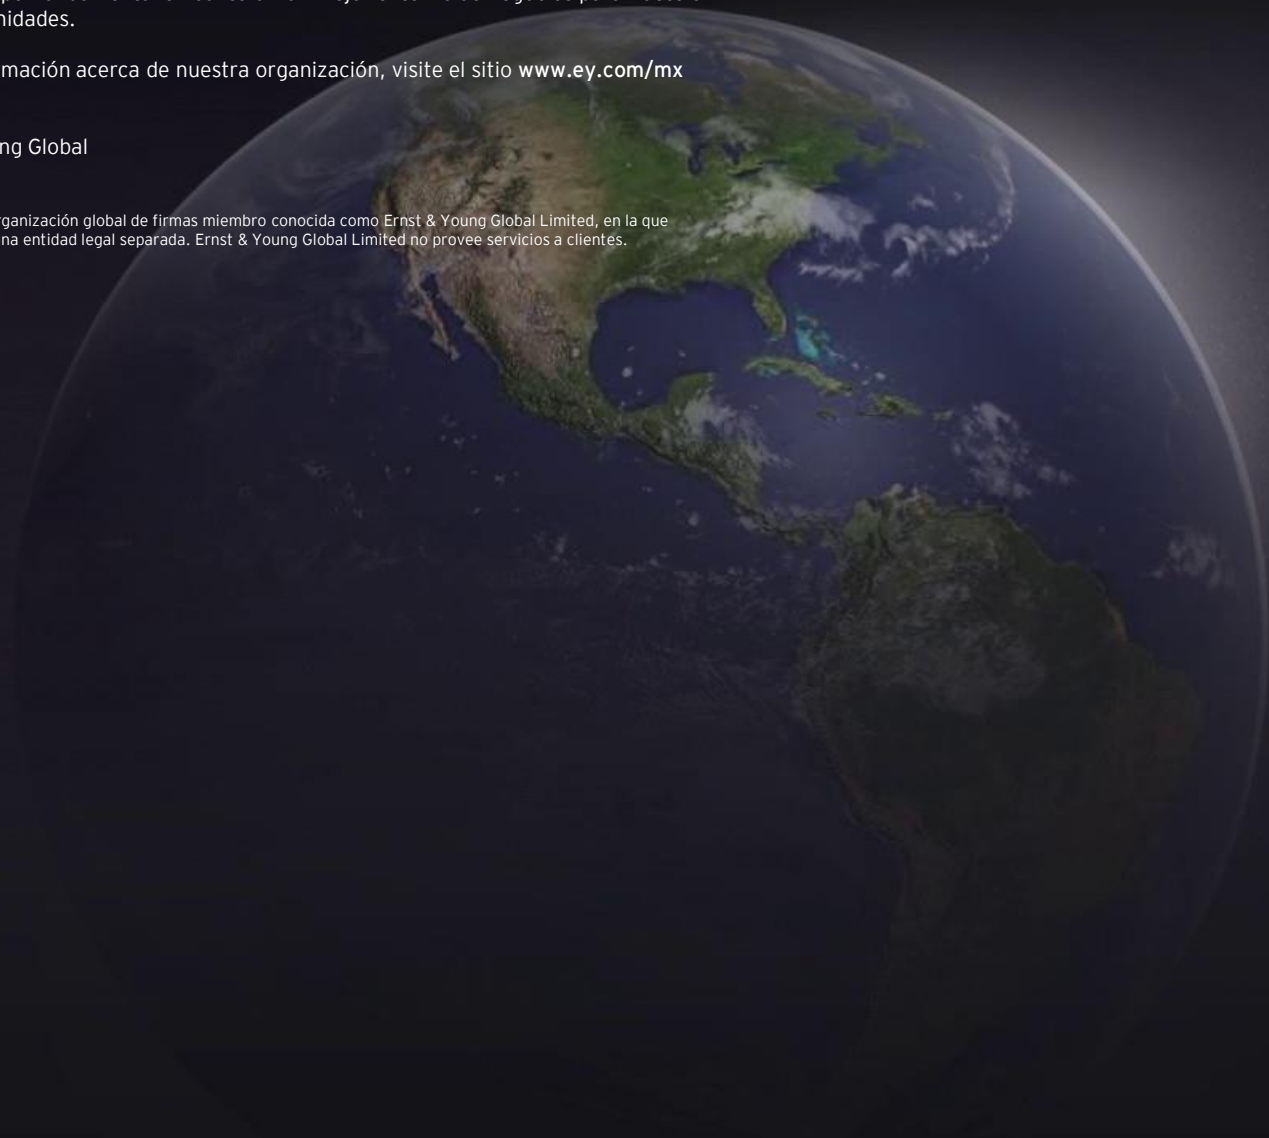 nidades.
mación acerca de nuestra organización, visite el sitio www.ey.com/mx
ng Global
rganización global de firmas miembro conocida como Ernst & Young Global Limited, en la que
na entidad legal separada. Ernst & Young Global Limited no provee servicios a clientes.